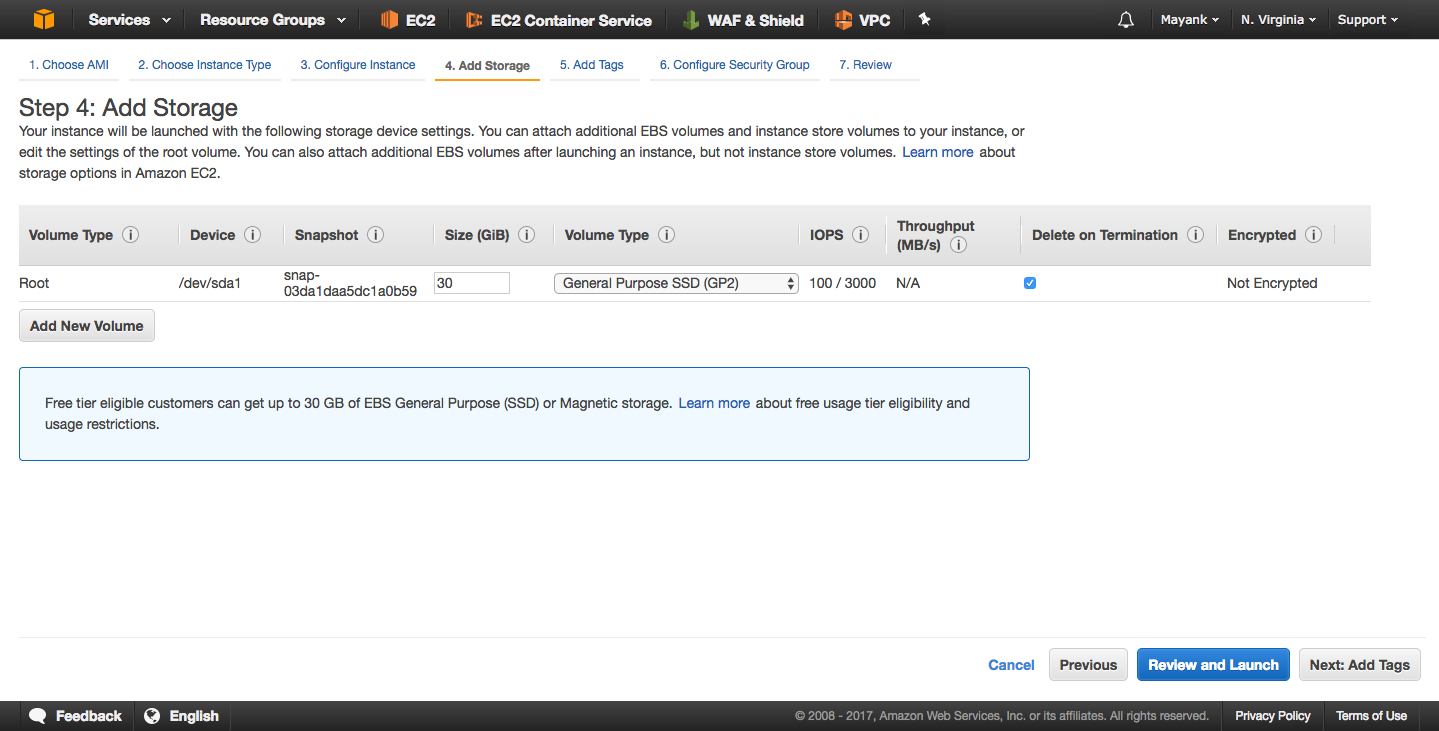 Services Resource Groups EC2 EC2 Container Service WAF & Shield VPC Mayank N. Virginia Support
1. Choose AMI 2. Choose Instance Type 3. Configure Instance 4. Add Storage 5. Add Tags 6. Configure Security Group 7. Review
Step 4: Add Storage
Your instance will be launched with the following storage device settings. You can attach additional EBS volumes and instance store volumes to your instance, or
edit the settings of the root volume. You can also attach additional EBS volumes after launching an instance, but not instance store volumes. Learn more about
storage options in Amazon EC2.
Volume Type i Device i Snapshot i Size (GiB) i Volume Type i IOPS i Throughput (MB/s) i Delete on Termination i Encrypted i
Root /dev/sda1 snap-03da1daa5dc1a0b59 30 General Purpose SSD (GP2) 100 / 3000 N/A Not Encrypted
Add New Volume
Free tier eligible customers can get up to 30 GB of EBS General Purpose (SSD) or Magnetic storage. Learn more about free usage tier eligibility and
usage restrictions.
Cancel Previous Review and Launch Next: Add Tags
Feedback English © 2008 - 2017, Amazon Web Services, Inc. or its affiliates. All rights reserved. Privacy Policy Terms of Use